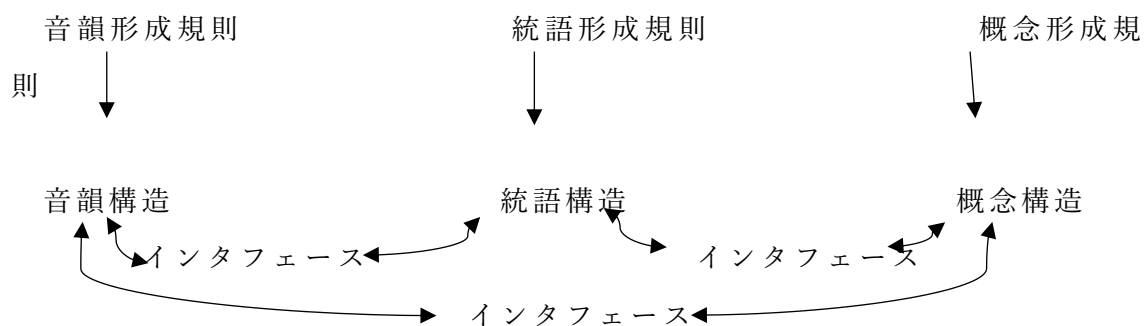 音韻形成規則 統語形成規則 概念形成規
則
音韻構造 統語構造 概念構造
インタフェース インタフェース
インタフェース